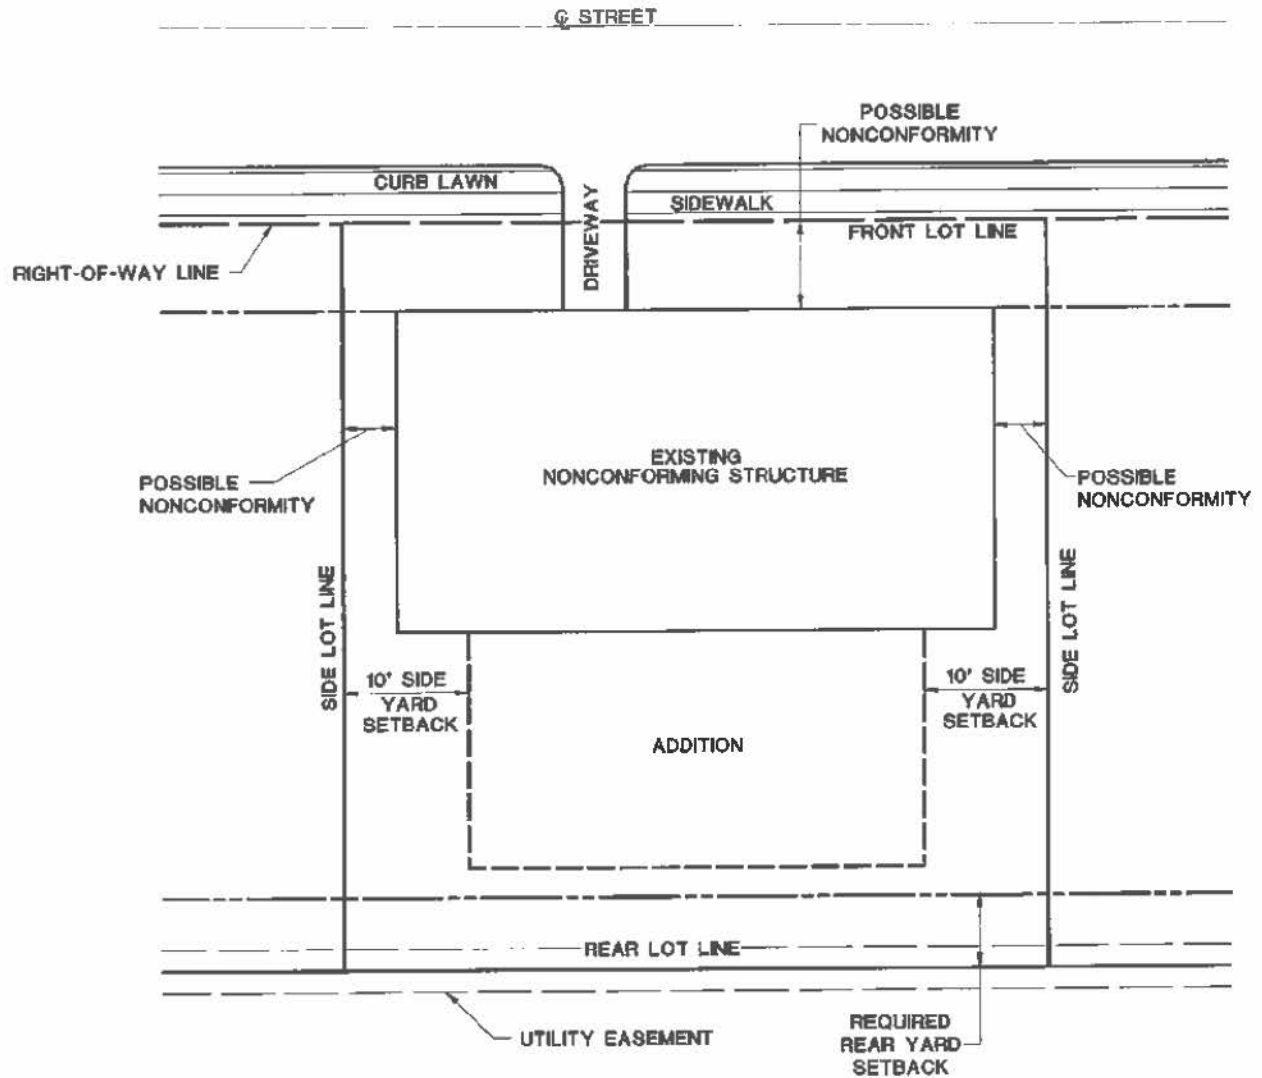 ℄ STREET
POSSIBLE
NONCONFORMITY
CURB LAWN
DRIVEWAY
SIDEWALK
FRONT LOT LINE
RIGHT-OF-WAY LINE
EXISTING
NONCONFORMING STRUCTURE
POSSIBLE
NONCONFORMITY
POSSIBLE
NONCONFORMITY
SIDE LOT LINE
SIDE LOT LINE
10' SIDE
YARD
SETBACK
10' SIDE
YARD
SETBACK
ADDITION
REAR LOT LINE
UTILITY EASEMENT
REQUIRED
REAR YARD
SETBACK